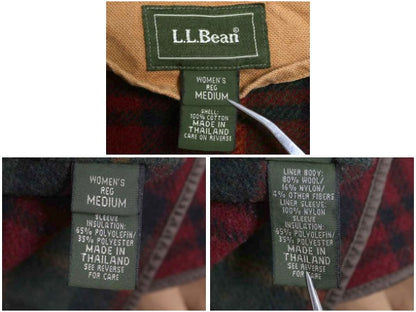 L.L.Bean®
WOMEN'S
REG
MEDIUM
SHELL:
100% COTTON
MADE IN
THAILAND
CARE ON REVERSE
WOMEN'S
REG
MEDIUM
SLEEVE
INSULATION:
65% POLYOLEFIN/
35% POLYESTER
MADE IN
THAILAND
SEE REVERSE
FOR CARE
LINER BODY:
80% WOOL/
16% NYLON/
4% OTHER FIBERS
LINER SLEEVE:
100% NYLON
SLEEVE
INSULATION:
65% POLYOLEFIN/
35% POLYESTER
MADE IN
THAILAND
SEE REVERSE
FOR CARE